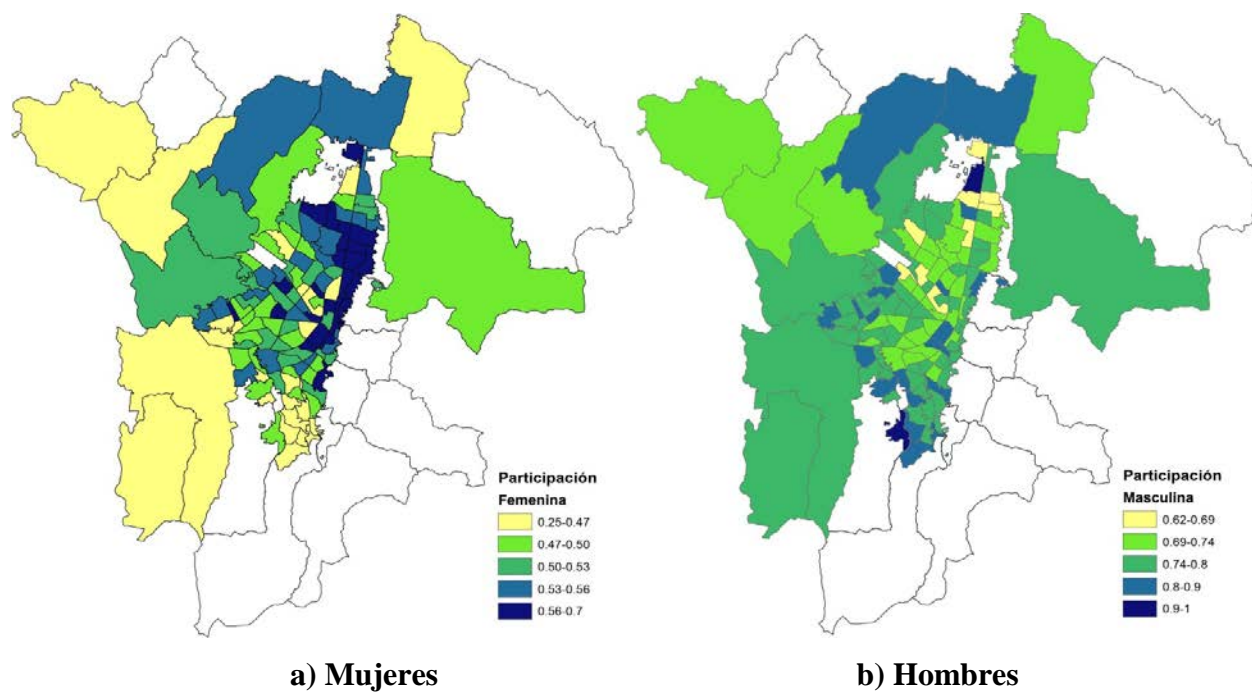 Participación
Femenina
0.25-0.47
0.47-0.50
0.50-0.53
0.53-0.56
0.56-0.7
Participación
Masculina
0.62-0.69
0.69-0.74
0.74-0.8
0.8-0.9
0.9-1
a) Mujeres
b) Hombres